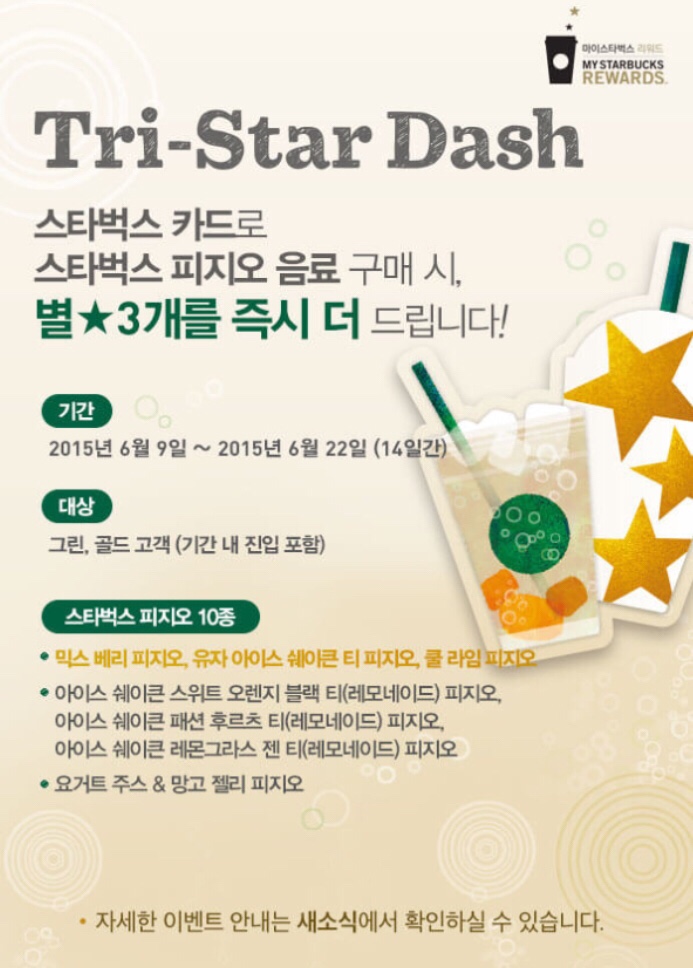 마이스타벅스 리워드
MY STARBUCKS
REWARDS.
Tri-Star Dash
스타벅스 카드로
스타벅스 피지오 음료 구매 시,
별★3개를 즉시 더 드립니다!
기간
2015년 6월 9일 ~ 2015년 6월 22일 (14일간)
대상
그린, 골드 고객 (기간 내 진입 포함)
스타벅스 피지오 10종
• 믹스 베리 피지오, 유자 아이스 쉐이큰 티 피지오, 쿨 라임 피지오
• 아이스 쉐이큰 스위트 오렌지 블랙 티(레모네이드) 피지오,
아이스 쉐이큰 패션 후르츠 티(레모네이드) 피지오,
아이스 쉐이큰 레몬그라스 젠 티(레모네이드) 피지오
• 요거트 주스 & 망고 젤리 피지오
• 자세한 이벤트 안내는 새소식에서 확인하실 수 있습니다.